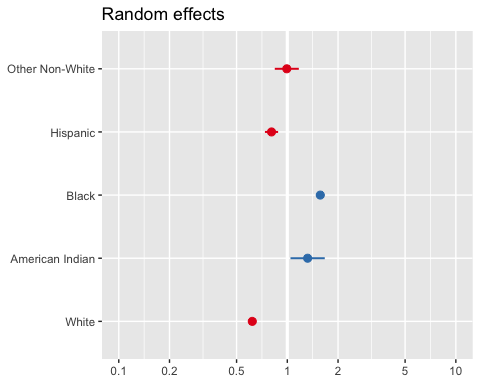 Random effects
Other Non-White
Hispanic
Black
American Indian
White
0.1 0.2 0.5 1 2 5 10